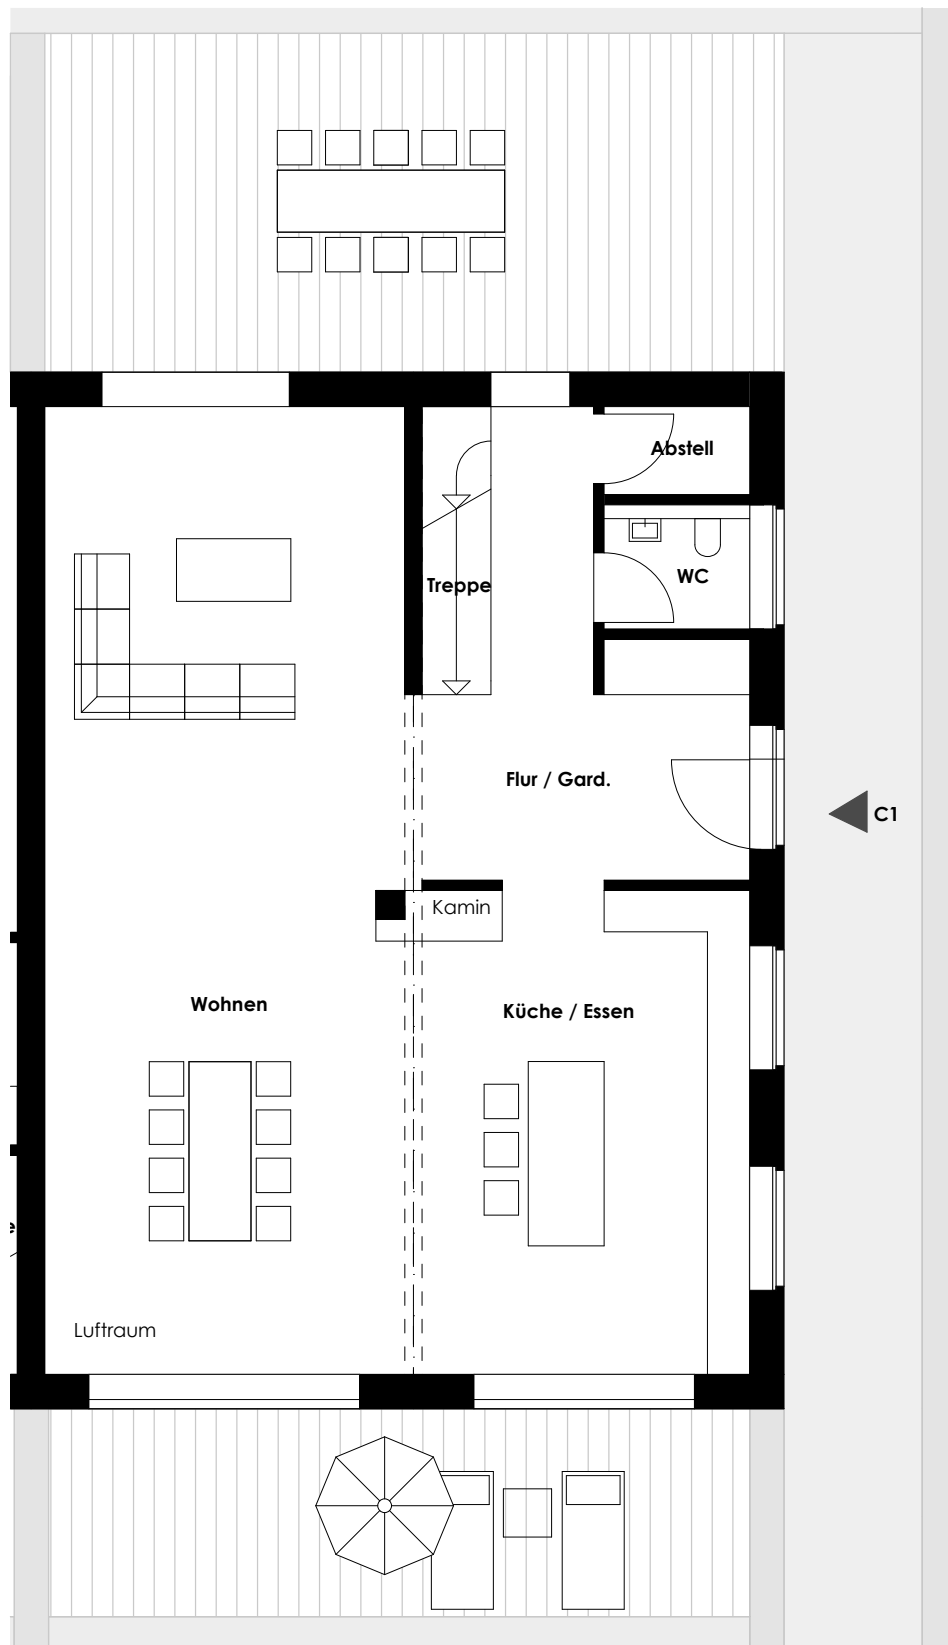 Abstell
WC
Treppe
Flur / Gard.
C1
Kamin
Wohnen
Küche / Essen
Luftraum